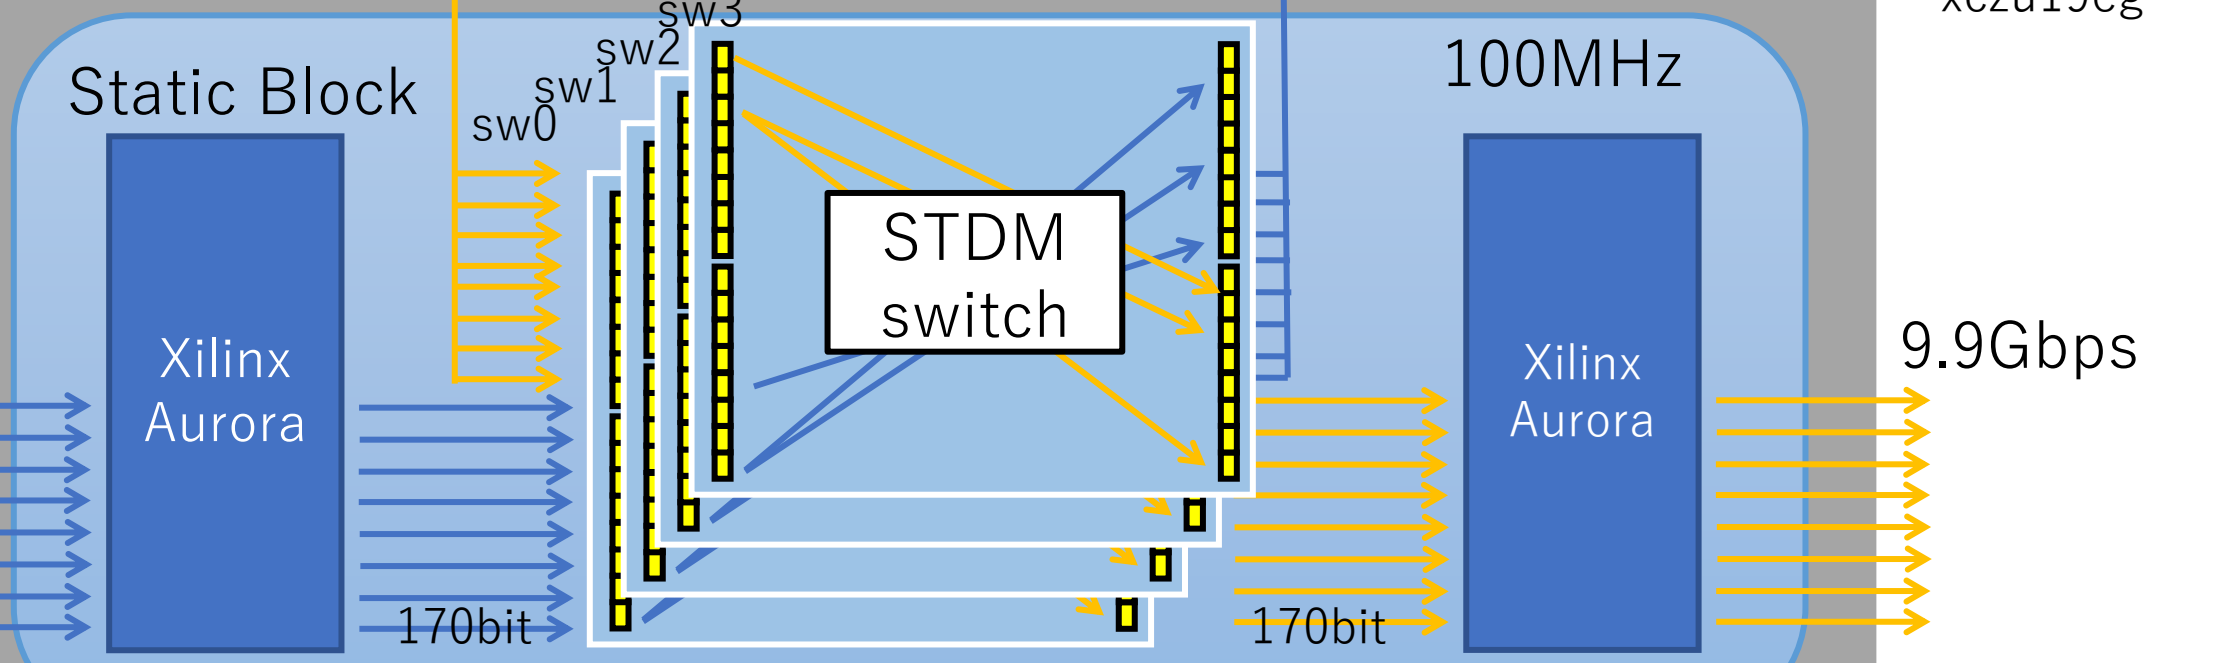 sw3
sw2
sw1
sw0
Static Block
100MHz
STDM
switch
Xilinx
Aurora
Xilinx
Aurora
9.9Gbps
170bit
170bit